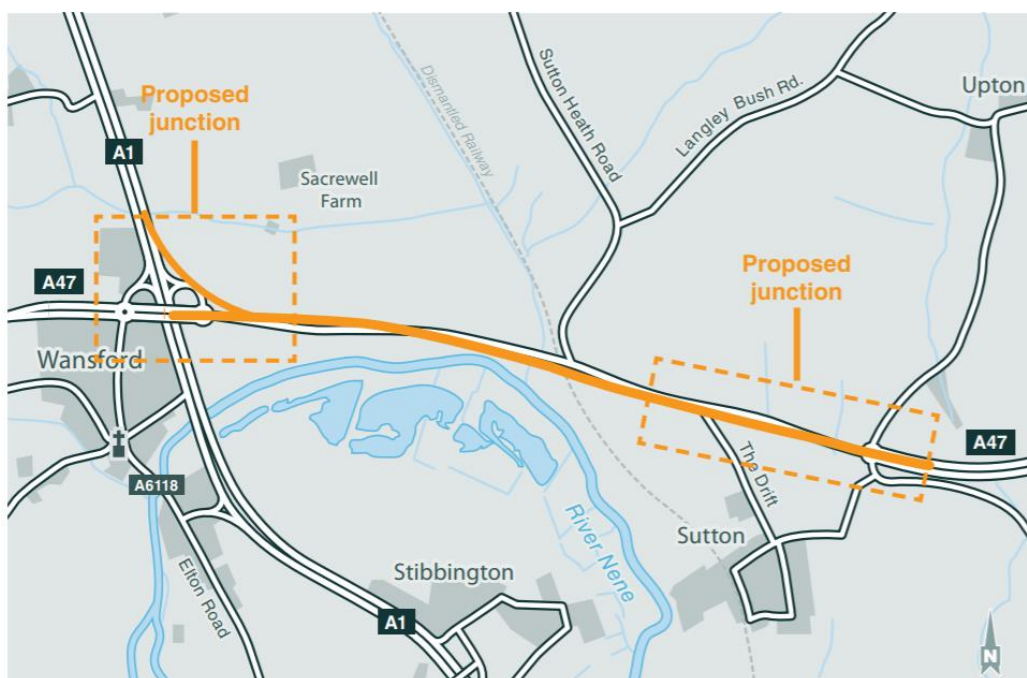 Proposed
junction
A1
Sacrewell
Farm
Dismantled Railway
Sutton Heath Road
Langley Bush Rd.
Upton
A47
Wansford
Proposed
junction
A47
The Drift
A6118
Elton Road
Stibbington
River Nene
Sutton
A1
N